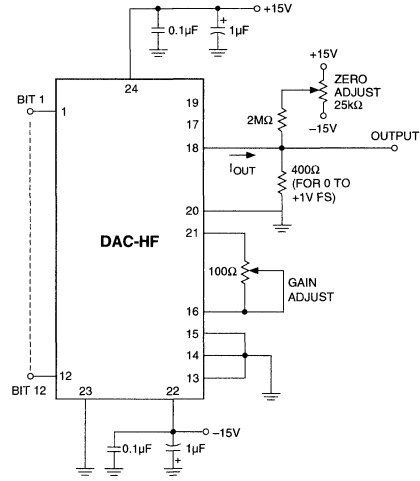 +15V
0.1µF
1µF
+
24
BIT 1
1
19
17
18
+15V
ZERO
ADJUST
25kΩ
2MΩ
–15V
OUTPUT
IOUT
400Ω
(FOR 0 TO
+1V FS)
20
DAC-HF
21
100Ω
GAIN
ADJUST
16
15
14
13
12
BIT 12
23
22
–15V
0.1µF
1µF
+